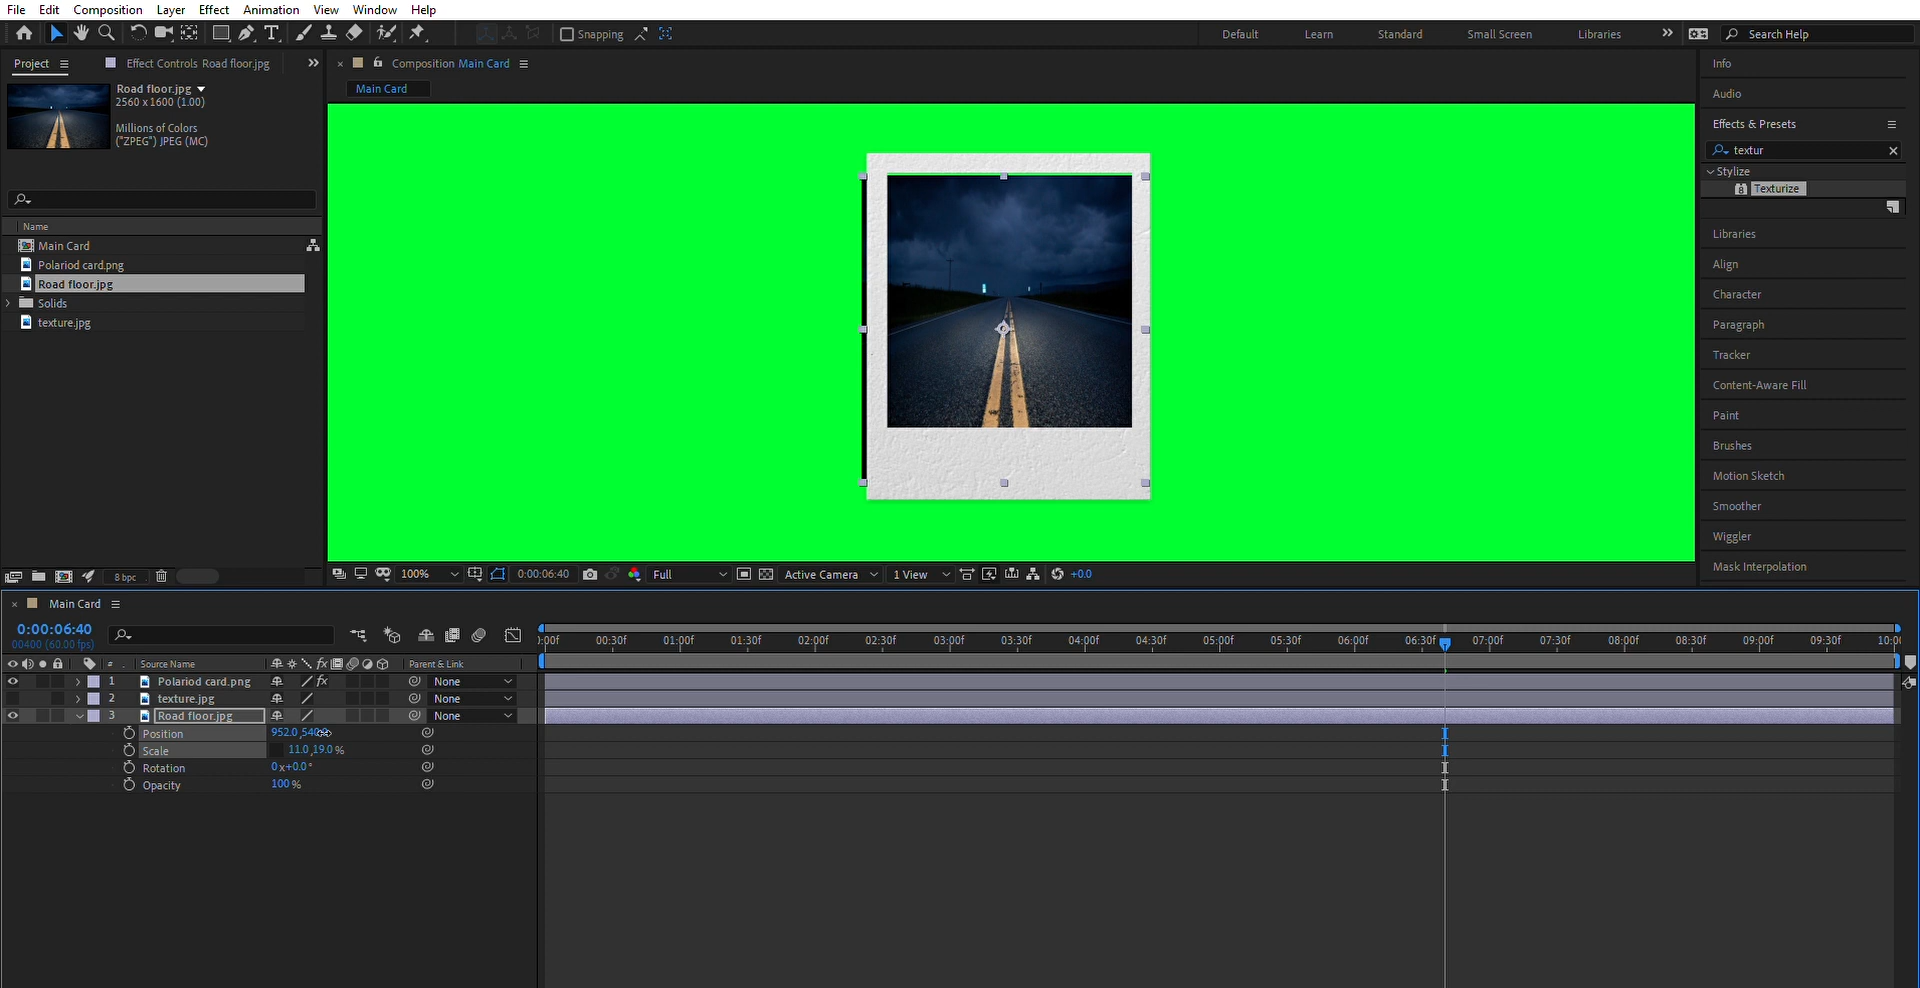 File Edit Composition Layer Effect Animation View Window Help
Snapping Default Learn Standard Small Screen Libraries Search Help
Project Effect Controls Road floor.jpg
Composition Main Card
Main Card
Road floor.jpg
2560 x 1600 (1.00)
Millions of Colors
("ZPEG") JPEG (MC)
Name
Main Card
Polariod card.png
Road floor.jpg
Solids
texture.jpg
8 bpc
100% 0:00:06:40 Full Active Camera 1 View +0.0
Info
Audio
Effects & Presets
textur
Stylize
Texturize
Libraries
Align
Character
Paragraph
Tracker
Content-Aware Fill
Paint
Brushes
Motion Sketch
Smoother
Wiggler
Mask Interpolation
Main Card
0:00:06:40
00400 (60.00 fps)
:00f 00:30f 01:00f 01:30f 02:00f 02:30f 03:00f 03:30f 04:00f 04:30f 05:00f 05:30f 06:00f 06:30f 07:00f 07:30f 08:00f 08:30f 09:00f 09:30f 10:0
# Source Name fx Parent & Link
1 Polariod card.png fx None
2 texture.jpg None
3 Road floor.jpg None
Position 952.0,540
Scale 11.0,19.0 %
Rotation 0x+0.0°
Opacity 100 %